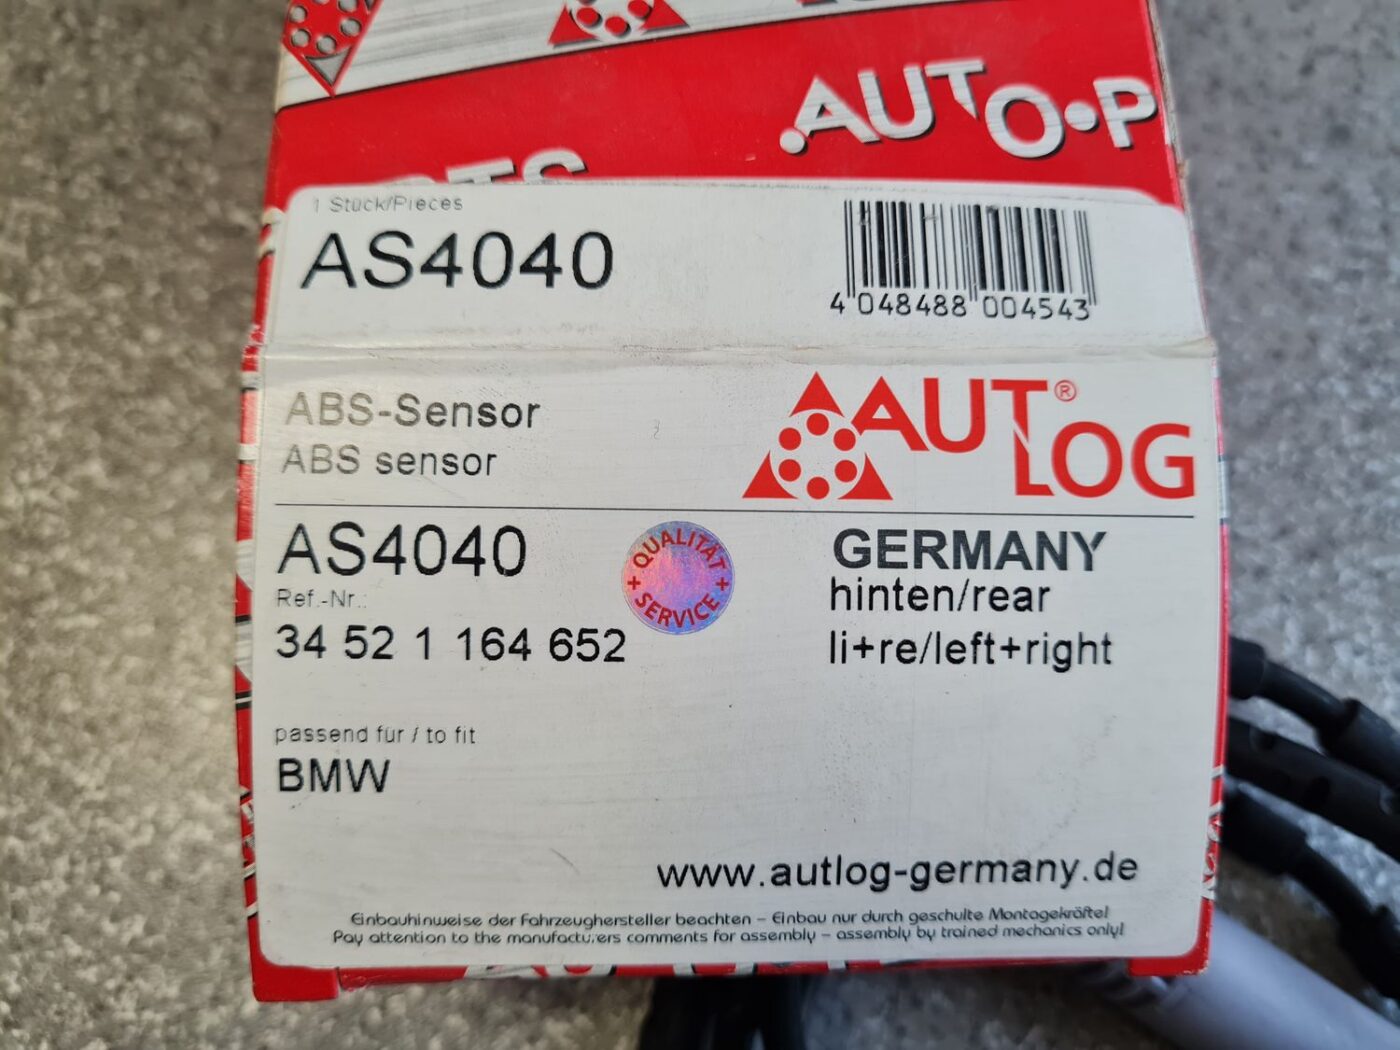 AUTO•P
1 Stück/Pieces
AS4040
4 048488 004543
ABS-Sensor
ABS sensor
AUTLOG®
AS4040
Ref.-Nr.:
34 52 1 164 652
QUALITÄT
+ SERVICE +
GERMANY
hinten/rear
li+re/left+right
passend für / to fit
BMW
www.autlog-germany.de
Einbauhinweise der Fahrzeughersteller beachten – Einbau nur durch geschulte Montagekräfte!
Pay attention to the manufacturers comments for assembly – assembly by trained mechanics only!